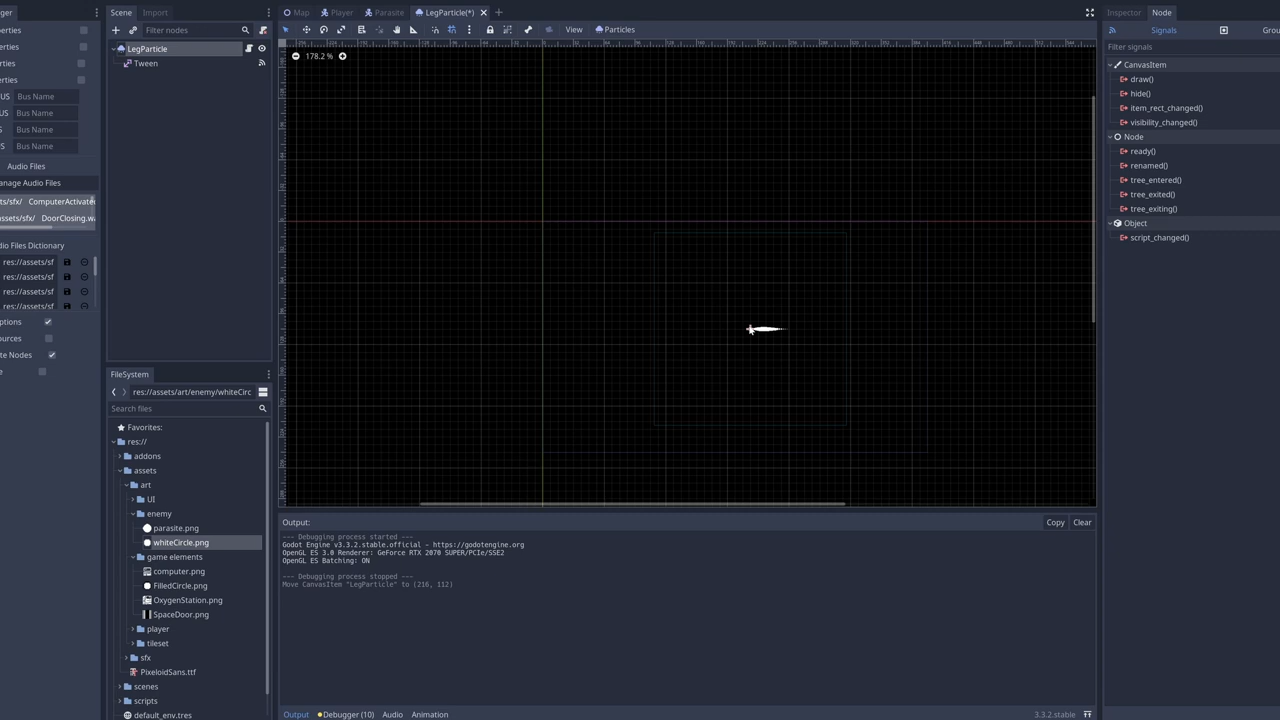 ger
Scene
Import
Map
Player
Parasite
LegParticle(*)
Inspector
Node
perties
Filter nodes
View
Particles
Signals
Grou
erties
LegParticle
178.2 %
Filter signals
erties
Tween
CanvasItem
perties
draw()
US
Bus Name
hide()
US
Bus Name
item_rect_changed()
S
Bus Name
visibility_changed()
S
Bus Name
Node
Audio Files
ready()
anage Audio Files
renamed()
ts/sfx/
ComputerActivate
tree_entered()
assets/sfx/
DoorClosing.wa
tree_exited()
tree_exiting()
dio Files Dictionary
Object
res://assets/sf
script_changed()
res://assets/sf
res://assets/sf
res://assets/sf
ptions
ources
te Nodes
e
FileSystem
res://assets/art/enemy/whiteCirc
Search files
Favorites:
res://
addons
assets
art
UI
enemy
parasite.png
whiteCircle.png
game elements
computer.png
FilledCircle.png
OxygenStation.png
SpaceDoor.png
player
tileset
sfx
PixeloidSans.ttf
scenes
scripts
default_env.tres
Output:
Copy
Clear
--- Debugging process started ---
Godot Engine v3.3.2.stable.official - https://godotengine.org
OpenGL ES 3.0 Renderer: GeForce RTX 2070 SUPER/PCIe/SSE2
OpenGL ES Batching: ON
--- Debugging process stopped ---
Move CanvasItem "LegParticle" to (216, 112)
Output
Debugger (10)
Audio
Animation
3.3.2.stable